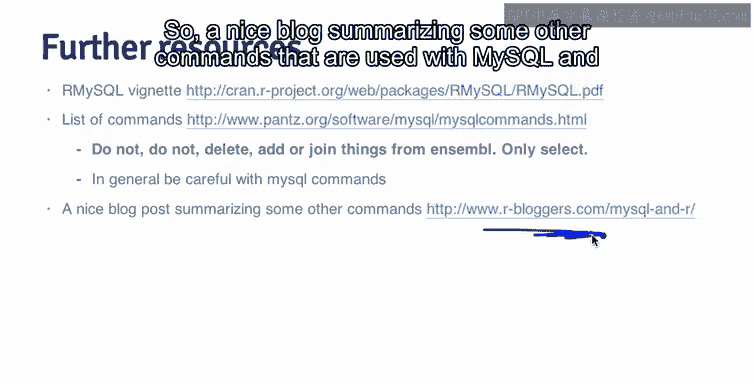 So, a nice blog summarizing some other
commands that are used with MySQL and
Further resources
· RMySQL vignette http://cran.r-project.org/web/packages/RMySQL/RMySQL.pdf
· List of commands http://www.pantz.org/software/mysql/mysqlcommands.html
- Do not, do not, delete, add or join things from ensembl. Only select.
- In general be careful with mysql commands
· A nice blog post summarizing some other commands http://www.r-bloggers.com/mysql-and-r/